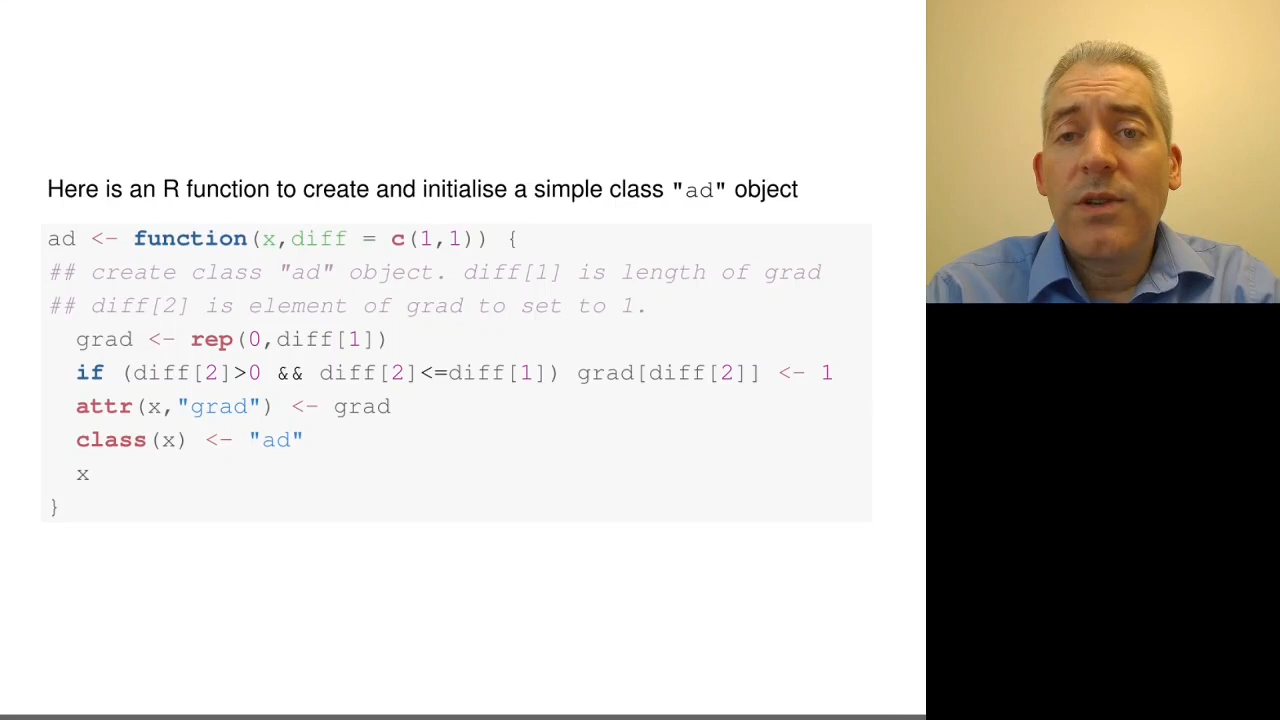 Here is an R function to create and initialise a simple class "ad" object
ad <- function(x,diff = c(1,1)) {
## create class "ad" object. diff[1] is length of grad
## diff[2] is element of grad to set to 1.
  grad <- rep(0,diff[1])
  if (diff[2]>0 && diff[2]<=diff[1]) grad[diff[2]] <- 1
  attr(x,"grad") <- grad
  class(x) <- "ad"
  x
}